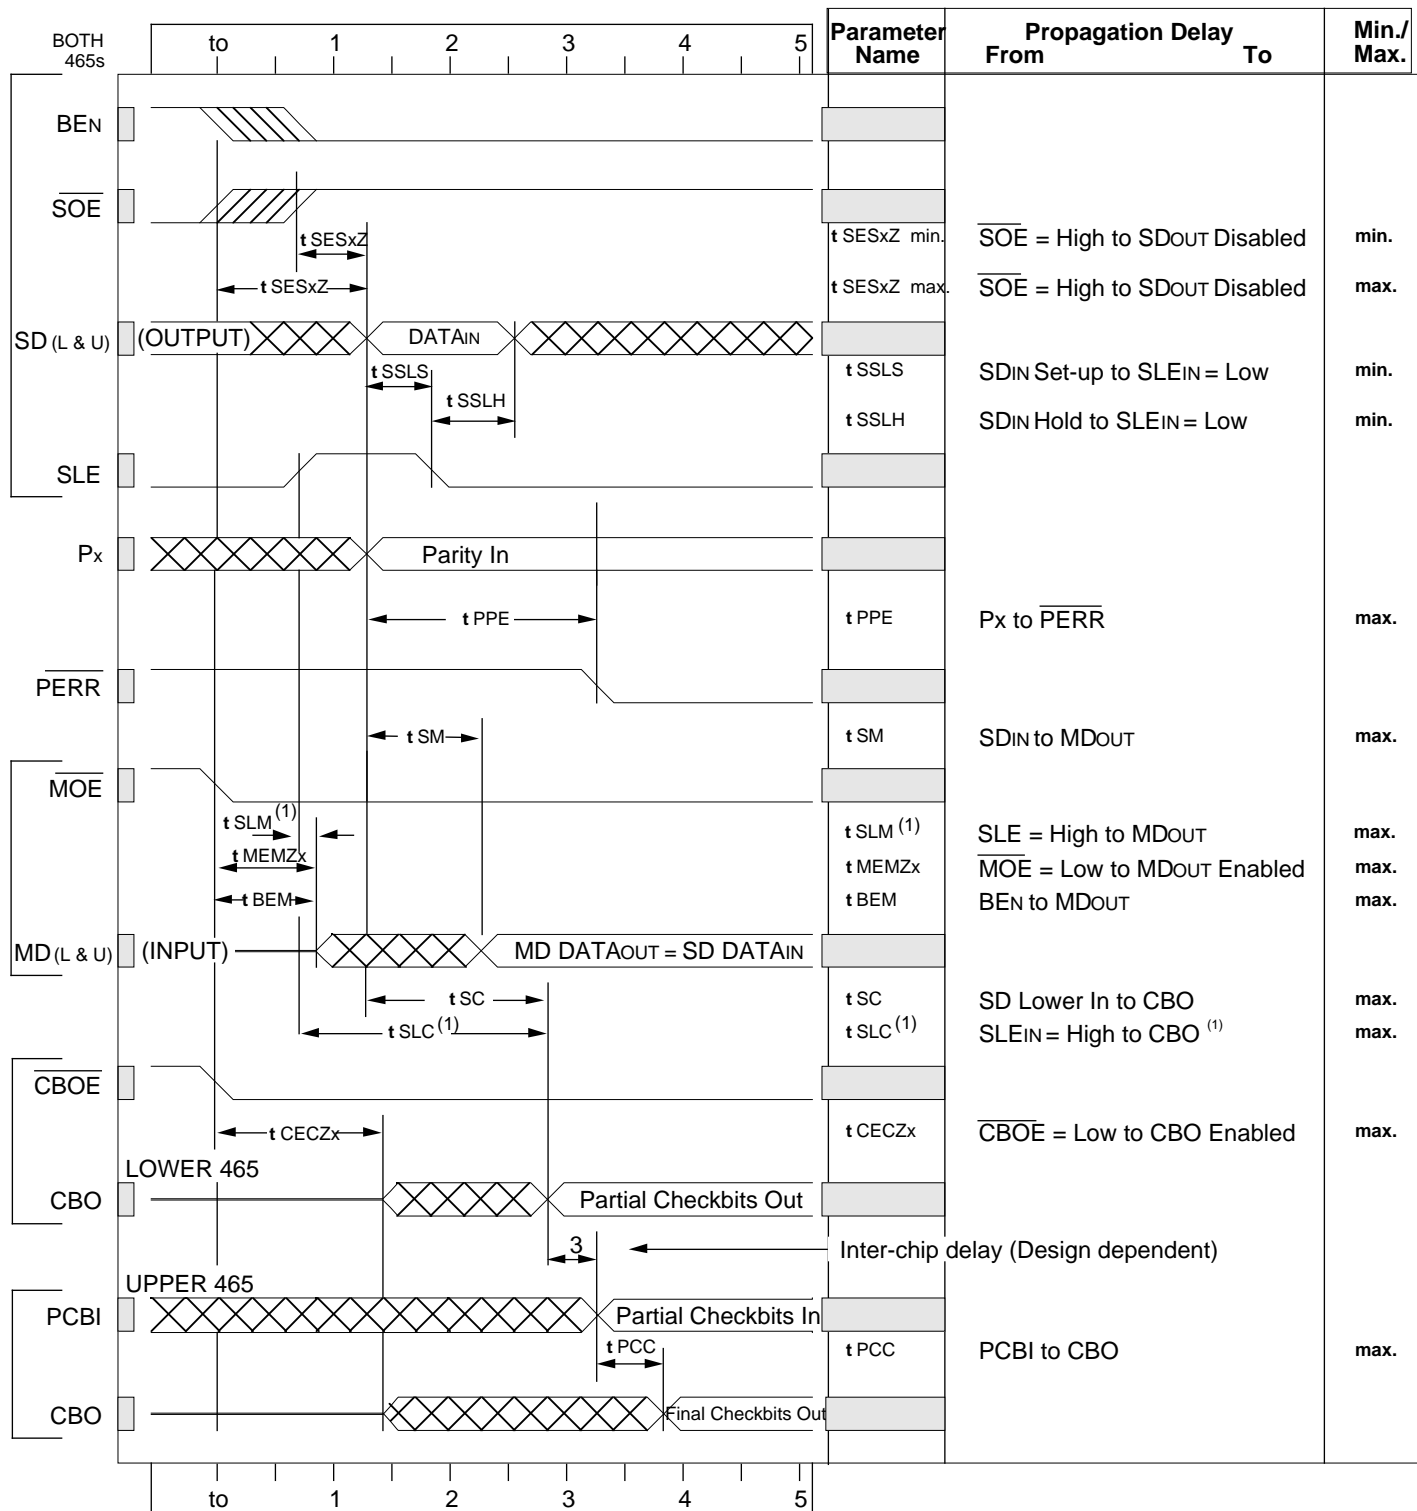 BOTH
465s
to 1 2 3 4 5
Parameter
Name
Propagation Delay
From To
Min./
Max.
BEN
SOE
t SESxZ
t SESxZ min. SOE = High to SDOUT Disabled min.
t SESxZ
t SESxZ max. SOE = High to SDOUT Disabled max.
SD (L & U) (OUTPUT) DATAIN
t SSLS
t SSLS SDIN Set-up to SLEIN = Low min.
t SSLH
t SSLH SDIN Hold to SLEIN = Low min.
SLE
Px Parity In
t PPE
t PPE Px to PERR max.
PERR
t SM
t SM SDIN to MDOUT max.
MOE
t SLM (1)
t SLM (1) SLE = High to MDOUT max.
t MEMZx
t MEMZx MOE = Low to MDOUT Enabled max.
t BEM
t BEM BEN to MDOUT max.
MD (L & U) (INPUT) MD DATAOUT = SD DATAIN
t SC
t SC SD Lower In to CBO max.
t SLC (1)
t SLC (1) SLEIN = High to CBO (1) max.
CBOE
t CECZx
t CECZx CBOE = Low to CBO Enabled max.
LOWER 465
CBO Partial Checkbits Out
3 Inter-chip delay (Design dependent)
UPPER 465
PCBI Partial Checkbits In
t PCC
t PCC PCBI to CBO max.
CBO Final Checkbits Out
to 1 2 3 4 5